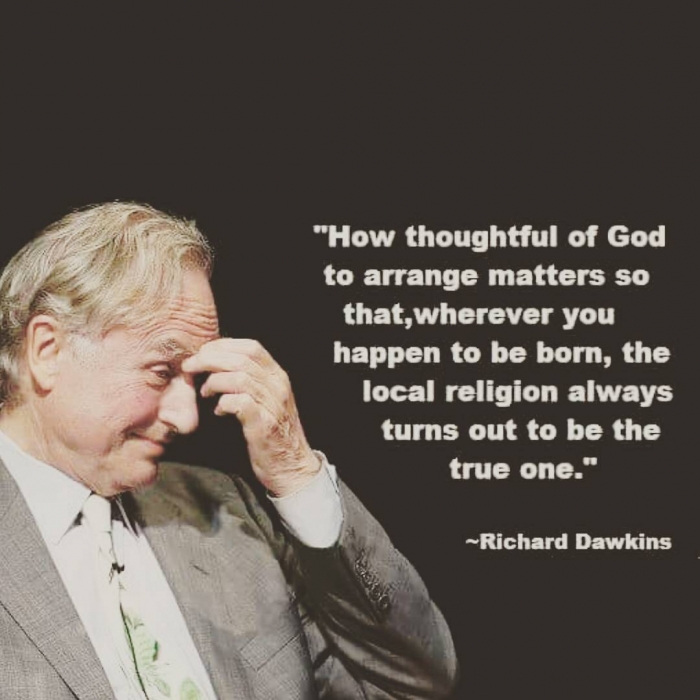 "How thoughtful of God
to arrange matters so
that,wherever you
happen to be born, the
local religion always
turns out to be the
true one."
~Richard Dawkins